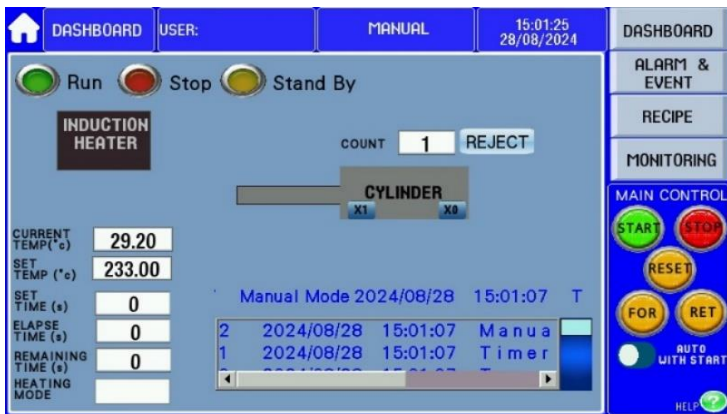 DASHBOARD USER: MANUAL 15:01:25 28/08/2024
Run Stop Stand By
INDUCTION
HEATER
COUNT 1 REJECT
CYLINDER
X1 X0
CURRENT TEMP(°c) 29.20
SET TEMP (°c) 233.00
SET TIME (s) 0
ELAPSE TIME (s) 0
REMAINING TIME (s) 0
HEATING MODE
' Manual Mode 2024/08/28 15:01:07 T
2 2024/08/28 15:01:07 Manua
1 2024/08/28 15:01:07 Timer
DASHBOARD
ALARM &
EVENT
RECIPE
MONITORING
MAIN CONTROL
START STOP
RESET
FOR RET
AUTO
WITH START
HELP ?